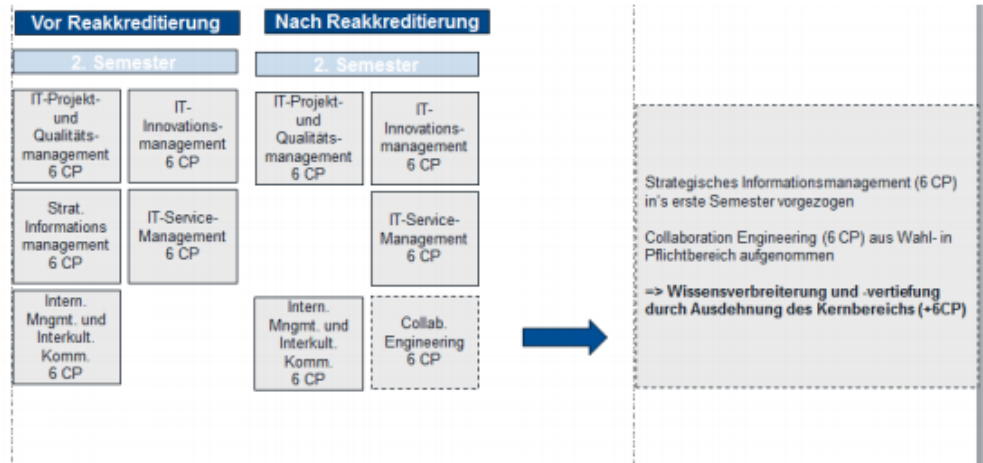 Vor Reakkreditierung
2. Semester
IT-Projekt-
und
Qualitäts-
management
6 CP
IT-
Innovations-
management
6 CP
Strat.
Informations
management
6 CP
IT-Service-
Management
6 CP
Intern.
Mngmt. und
Interkult.
Komm.
6 CP
Nach Reakkreditierung
2. Semester
IT-Projekt-
und
Qualitäts-
management
6 CP
IT-
Innovations-
management
6 CP
IT-Service-
Management
6 CP
Intern.
Mngmt. und
Interkult.
Komm.
6 CP
Collab.
Engineering
6 CP
Strategisches Informationsmanagement (6 CP)
in's erste Semester vorgezogen
Collaboration Engineering (6 CP) aus Wahl- in
Pflichtbereich aufgenommen
=> Wissensverbreiterung und -vertiefung
durch Ausdehnung des Kernbereichs (+6CP)